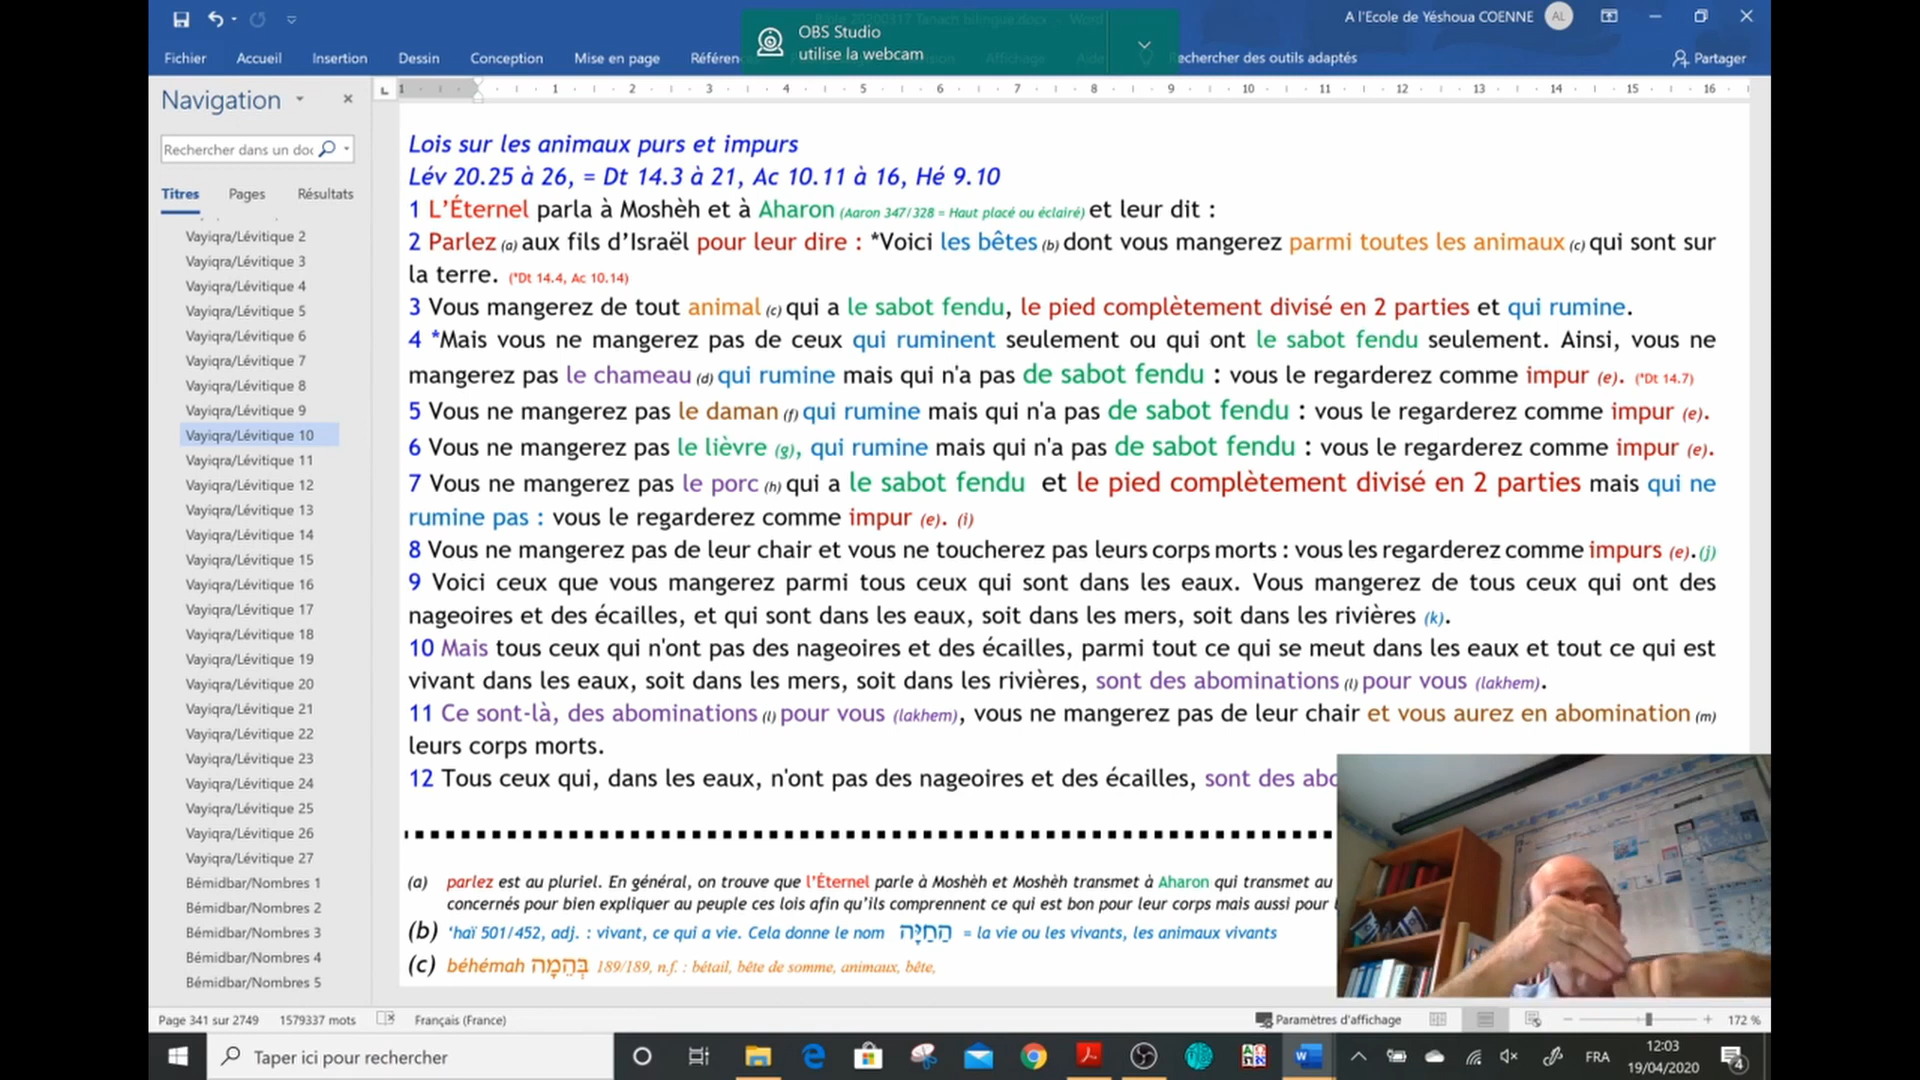 A l'Ecole de Yéshoua COENNE
AL
OBS Studio
utilise la webcam
Fichier
Accueil
Insertion
Dessin
Conception
Mise en page
Référen
Rechercher des outils adaptés
Partager
Navigation
1 1 2 3 4 5 6 7 8 9 10 11 12 13 14 15 16
Rechercher dans un doc
Titres
Pages
Résultats
Vayiqra/Lévitique 2
Vayiqra/Lévitique 3
Vayiqra/Lévitique 4
Vayiqra/Lévitique 5
Vayiqra/Lévitique 6
Vayiqra/Lévitique 7
Vayiqra/Lévitique 8
Vayiqra/Lévitique 9
Vayiqra/Lévitique 10
Vayiqra/Lévitique 11
Vayiqra/Lévitique 12
Vayiqra/Lévitique 13
Vayiqra/Lévitique 14
Vayiqra/Lévitique 15
Vayiqra/Lévitique 16
Vayiqra/Lévitique 17
Vayiqra/Lévitique 18
Vayiqra/Lévitique 19
Vayiqra/Lévitique 20
Vayiqra/Lévitique 21
Vayiqra/Lévitique 22
Vayiqra/Lévitique 23
Vayiqra/Lévitique 24
Vayiqra/Lévitique 25
Vayiqra/Lévitique 26
Vayiqra/Lévitique 27
Bémidbar/Nombres 1
Bémidbar/Nombres 2
Bémidbar/Nombres 3
Bémidbar/Nombres 4
Bémidbar/Nombres 5
Lois sur les animaux purs et impurs
Lév 20.25 à 26, = Dt 14.3 à 21, Ac 10.11 à 16, Hé 9.10
1 L'Éternel parla à Moshèh et à Aharon (Aaron 347/328 = Haut placé ou éclairé) et leur dit :
2 Parlez (a) aux fils d'Israël pour leur dire : *Voici les bêtes (b) dont vous mangerez parmi toutes les animaux (c) qui sont sur
la terre. (*Dt 14.4, Ac 10.14)
3 Vous mangerez de tout animal (c) qui a le sabot fendu, le pied complètement divisé en 2 parties et qui rumine.
4 *Mais vous ne mangerez pas de ceux qui ruminent seulement ou qui ont le sabot fendu seulement. Ainsi, vous ne
mangerez pas le chameau (d) qui rumine mais qui n'a pas de sabot fendu : vous le regarderez comme impur (e). (*Dt 14.7)
5 Vous ne mangerez pas le daman (f) qui rumine mais qui n'a pas de sabot fendu : vous le regarderez comme impur (e).
6 Vous ne mangerez pas le lièvre (g), qui rumine mais qui n'a pas de sabot fendu : vous le regarderez comme impur (e).
7 Vous ne mangerez pas le porc (h) qui a le sabot fendu et le pied complètement divisé en 2 parties mais qui ne
rumine pas : vous le regarderez comme impur (e). (i)
8 Vous ne mangerez pas de leur chair et vous ne toucherez pas leurs corps morts : vous les regarderez comme impurs (e).(j)
9 Voici ceux que vous mangerez parmi tous ceux qui sont dans les eaux. Vous mangerez de tous ceux qui ont des
nageoires et des écailles, et qui sont dans les eaux, soit dans les mers, soit dans les rivières (k).
10 Mais tous ceux qui n'ont pas des nageoires et des écailles, parmi tout ce qui se meut dans les eaux et tout ce qui est
vivant dans les eaux, soit dans les mers, soit dans les rivières, sont des abominations (l) pour vous (lakhem).
11 Ce sont-là, des abominations (l) pour vous (lakhem), vous ne mangerez pas de leur chair et vous aurez en abomination (m)
leurs corps morts.
12 Tous ceux qui, dans les eaux, n'ont pas des nageoires et des écailles, sont des abo
(a) parlez est au pluriel. En général, on trouve que l'Éternel parle à Moshèh et Moshèh transmet à Aharon qui transmet au
concernés pour bien expliquer au peuple ces lois afin qu'ils comprennent ce qui est bon pour leur corps mais aussi pour
(b) 'haï 501/452, adj. : vivant, ce qui a vie. Cela donne le nom הַחַיָּה = la vie ou les vivants, les animaux vivants
(c) béhémah בְּהֵמָה 189/189, n.f. : bétail, bête de somme, animaux, bête,
Page 341 sur 2749
1579337 mots
Français (France)
Paramètres d'affichage
172 %
Taper ici pour rechercher
FRA
12:03
19/04/2020
4